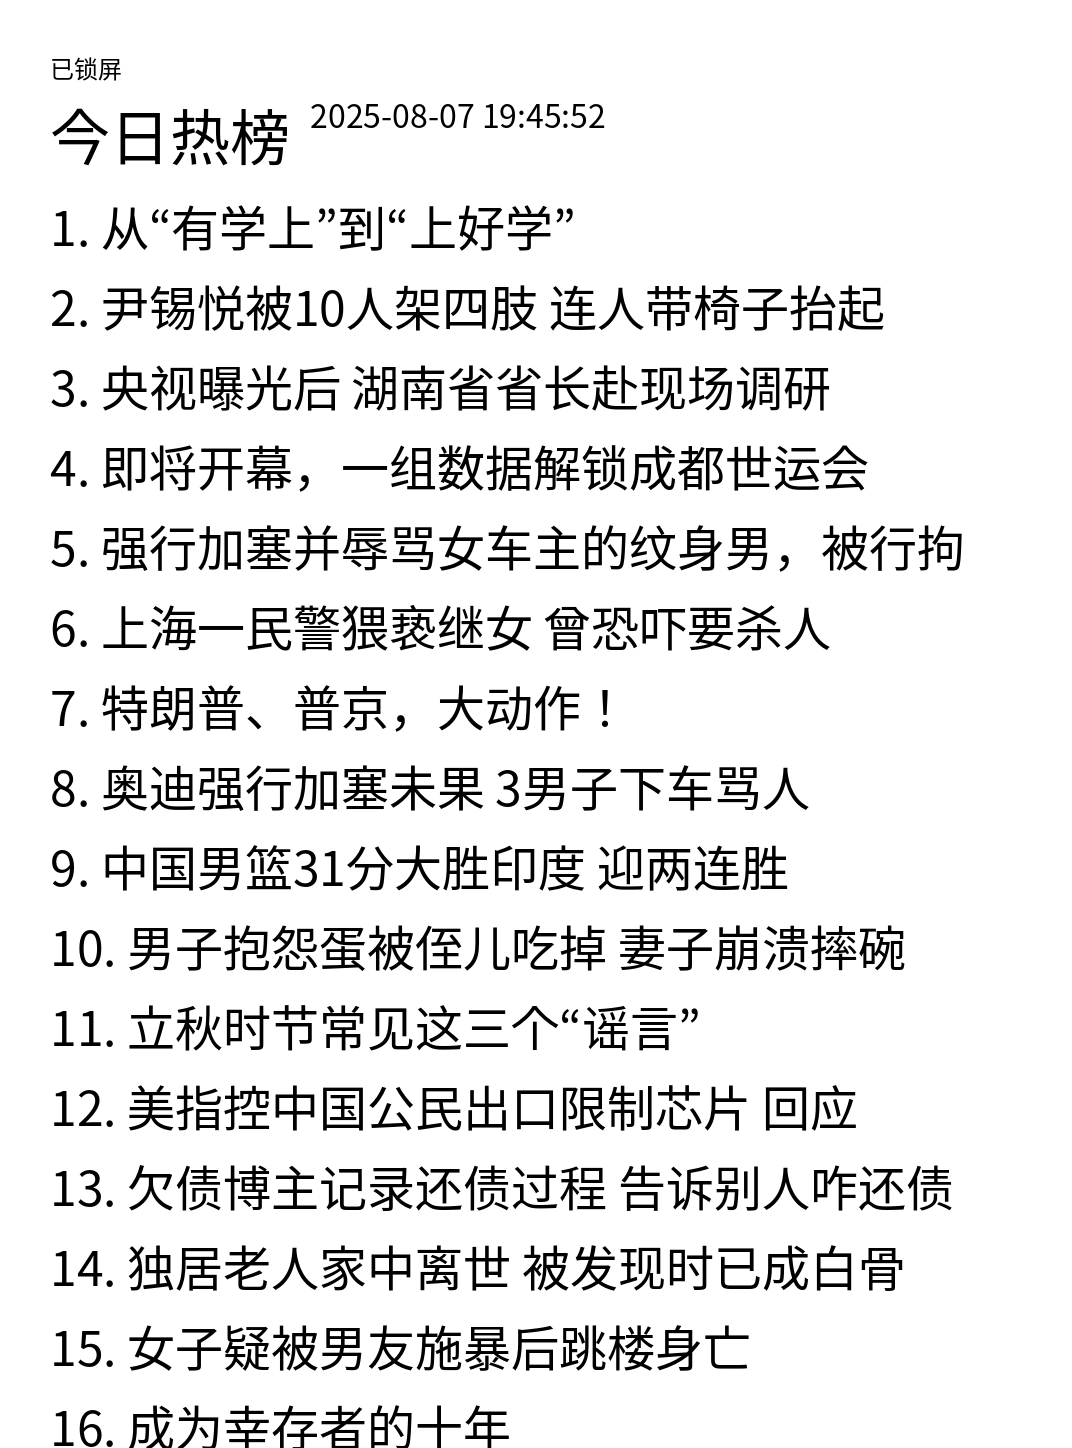 已锁屏
今日热榜 2025-08-07 19:45:52
1. 从“有学上”到“上好学”
2. 尹锡悦被10人架四肢 连人带椅子抬起
3. 央视曝光后 湖南省省长赴现场调研
4. 即将开幕，一组数据解锁成都世运会
5. 强行加塞并辱骂女车主的纹身男，被行拘
6. 上海一民警猥亵继女 曾恐吓要杀人
7. 特朗普、普京，大动作！
8. 奥迪强行加塞未果 3男子下车骂人
9. 中国男篮31分大胜印度 迎两连胜
10. 男子抱怨蛋被侄儿吃掉 妻子崩溃摔碗
11. 立秋时节常见这三个“谣言”
12. 美指控中国公民出口限制芯片 回应
13. 欠债博主记录还债过程 告诉别人咋还债
14. 独居老人家中离世 被发现时已成白骨
15. 女子疑被男友施暴后跳楼身亡
16. 成为幸存者的十年